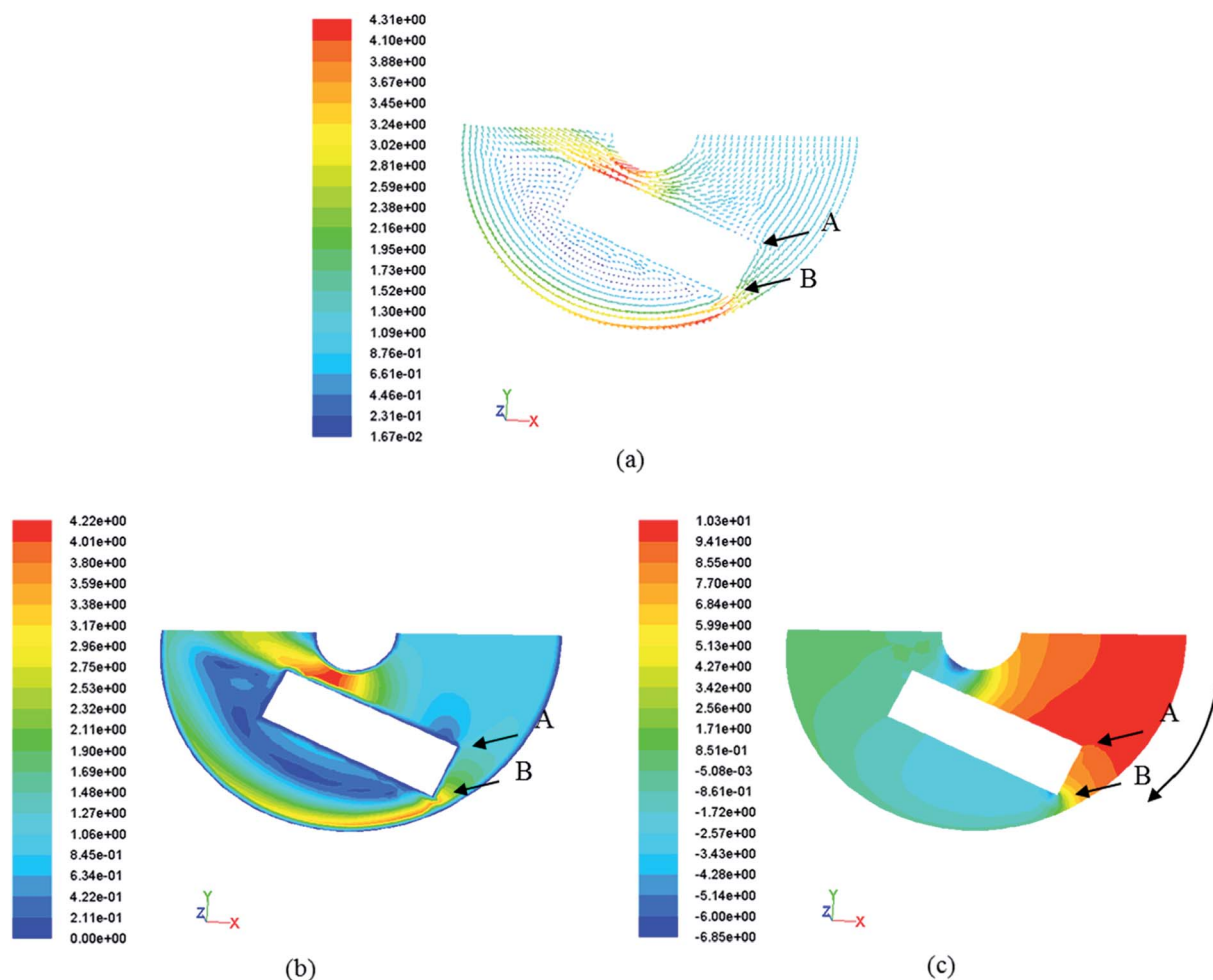 4.31e+00
4.10e+00
3.88e+00
3.67e+00
3.45e+00
3.24e+00
3.02e+00
2.81e+00
2.59e+00
2.38e+00
2.16e+00
1.95e+00
1.73e+00
1.52e+00
1.30e+00
1.09e+00
8.76e-01
6.61e-01
4.46e-01
2.31e-01
1.67e-02
A
B
Y
Z
X
(a)
4.22e+00
4.01e+00
3.80e+00
3.59e+00
3.38e+00
3.17e+00
2.96e+00
2.75e+00
2.53e+00
2.32e+00
2.11e+00
1.90e+00
1.69e+00
1.48e+00
1.27e+00
1.06e+00
8.45e-01
6.34e-01
4.22e-01
2.11e-01
0.00e+00
A
B
Y
Z
X
(b)
1.03e+01
9.41e+00
8.55e+00
7.70e+00
6.84e+00
5.99e+00
5.13e+00
4.27e+00
3.42e+00
2.56e+00
1.71e+00
8.51e-01
-5.08e-03
-8.61e-01
-1.72e+00
-2.57e+00
-3.43e+00
-4.28e+00
-5.14e+00
-6.00e+00
-6.85e+00
A
B
Y
Z
X
(c)